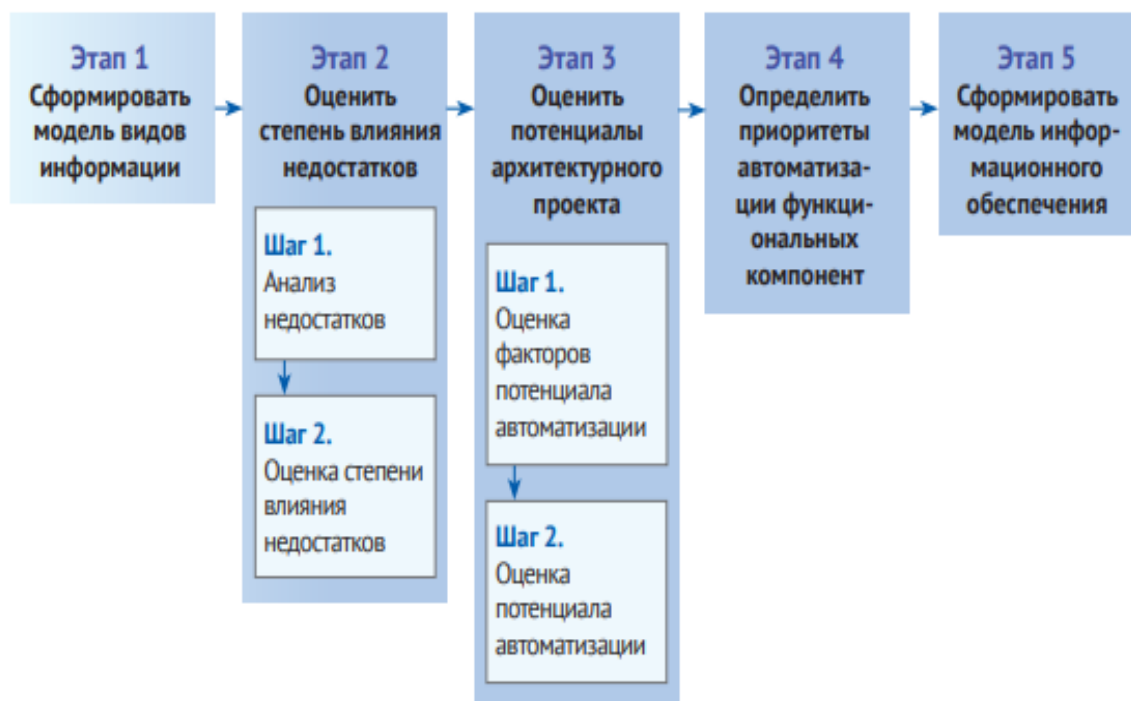 Этап 1
Сформировать
модель видов
информации
Этап 2
Оценить
степень влияния
недостатков
Шаг 1.
Анализ
недостатков
Шаг 2.
Оценка степени
влияния
недостатков
Этап 3
Оценить
потенциалы
архитектурного
проекта
Шаг 1.
Оценка
факторов
потенциала
автоматизации
Шаг 2.
Оценка
потенциала
автоматизации
Этап 4
Определить
приоритеты
автоматиза-
ции функци-
ональных
компонент
Этап 5
Сформировать
модель инфор-
мационного
обеспечения